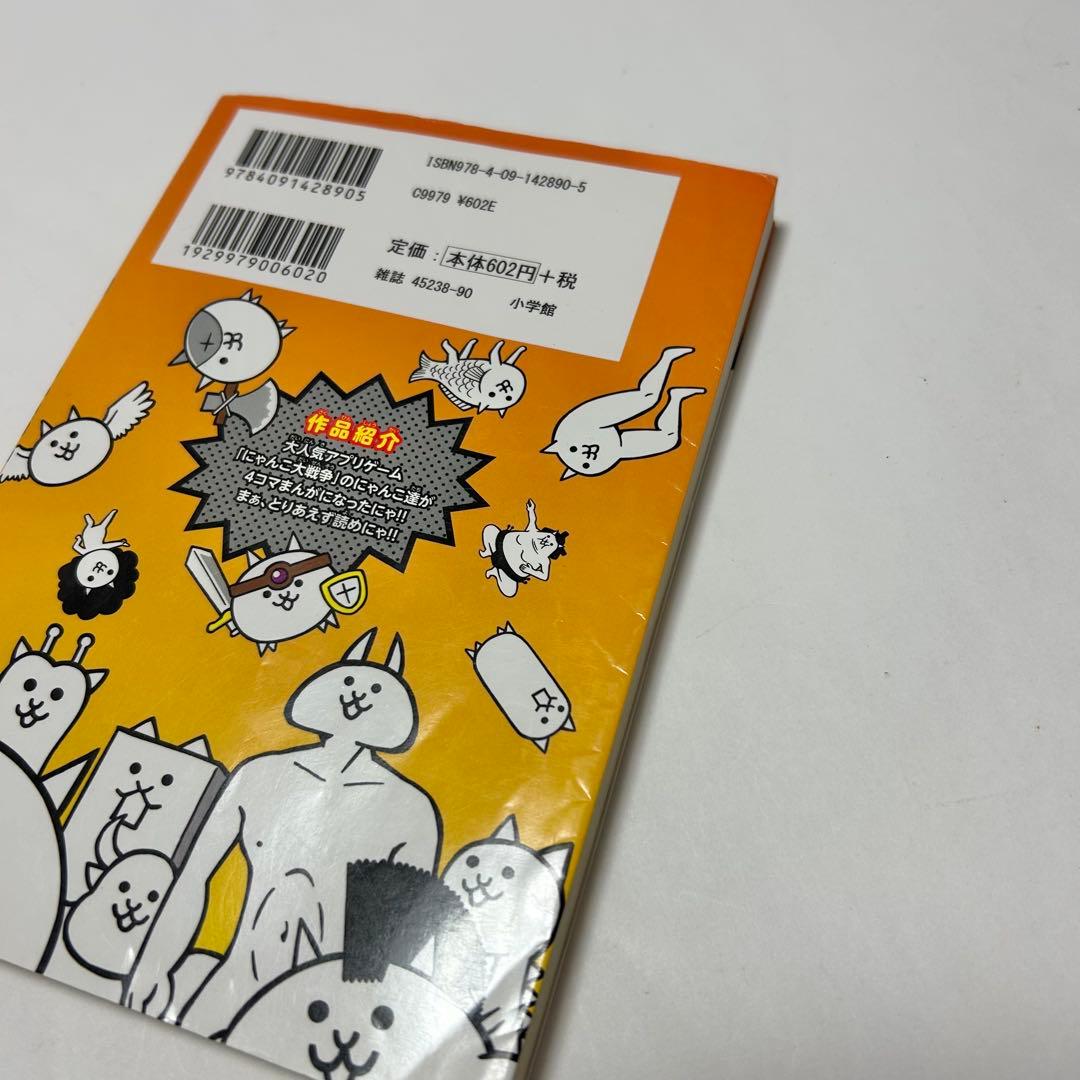 9784091428905
ISBN978-4-09-142890-5
C9979 ¥602E
1929979006020
定価：本体602円+税
雑誌 45238-90
小学館
作品紹介
大人気アプリゲーム
「にゃんこ大戦争」のにゃんこ達が
4コマまんがになったにゃ!!
まぁ、とりあえず読めにゃ!!